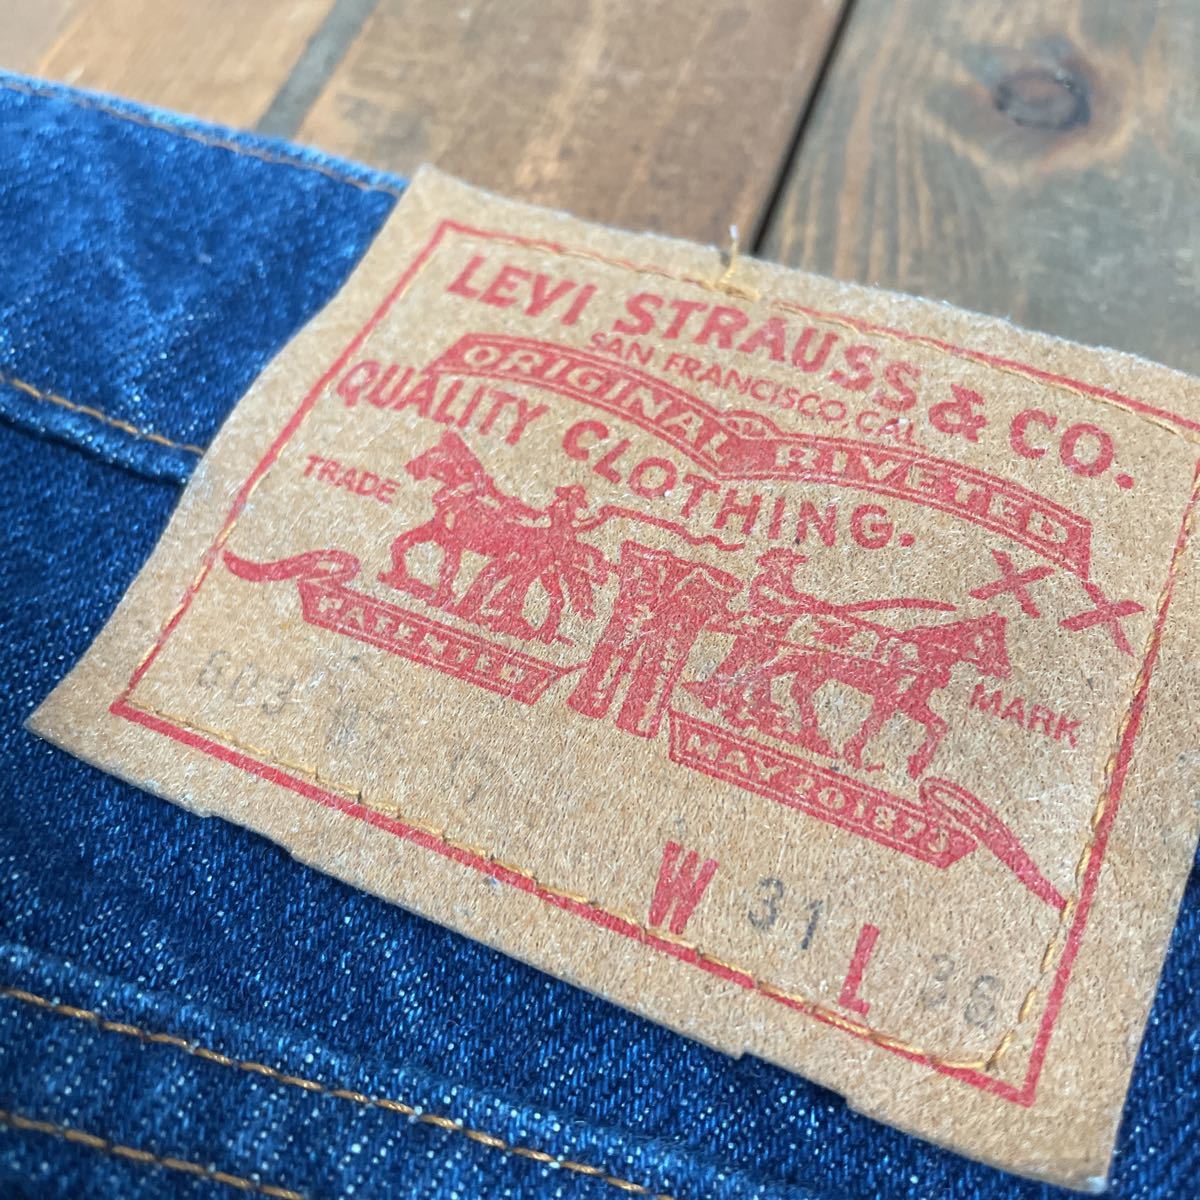 LEVI STRAUSS & CO.
SAN FRANCISCO, CAL.
ORIGINAL RIVETED
QUALITY CLOTHING.
TRADE MARK
XX
PATENTED
MAY 20 1873
W 31 L 36